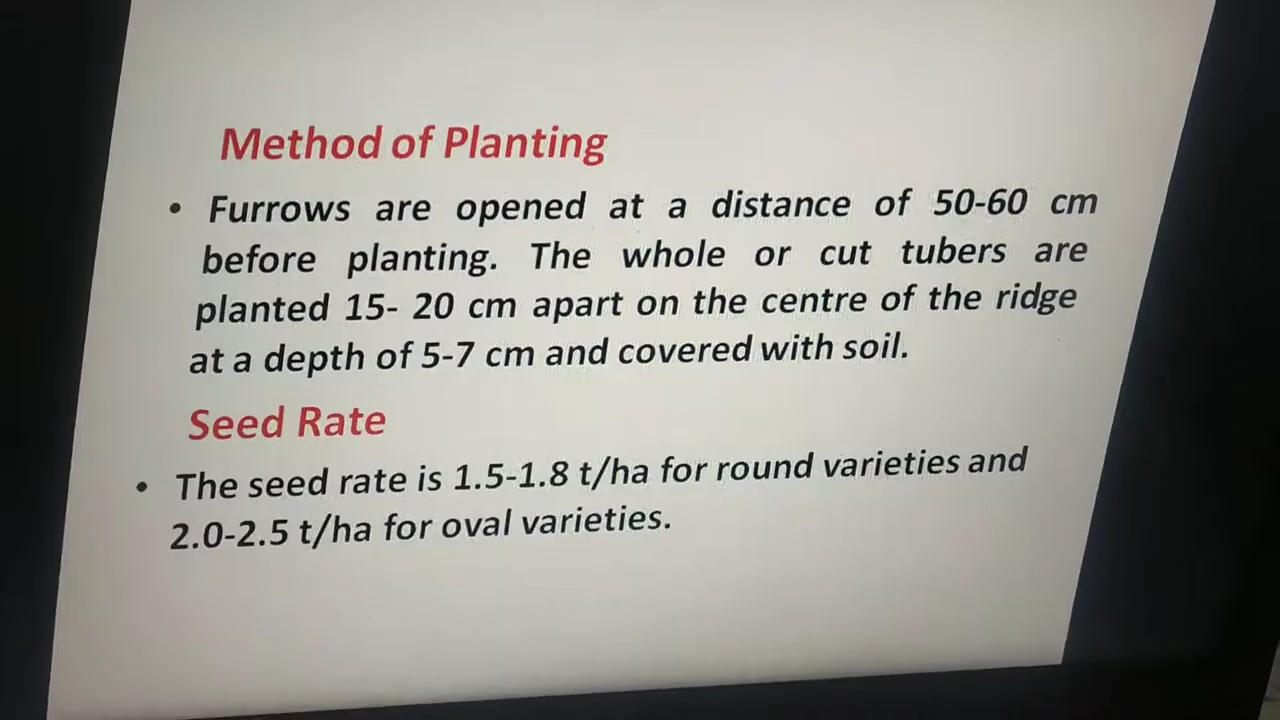 Method of Planting
• Furrows are opened at a distance of 50-60 cm
before planting. The whole or cut tubers are
planted 15- 20 cm apart on the centre of the ridge
at a depth of 5-7 cm and covered with soil.
Seed Rate
• The seed rate is 1.5-1.8 t/ha for round varieties and
2.0-2.5 t/ha for oval varieties.